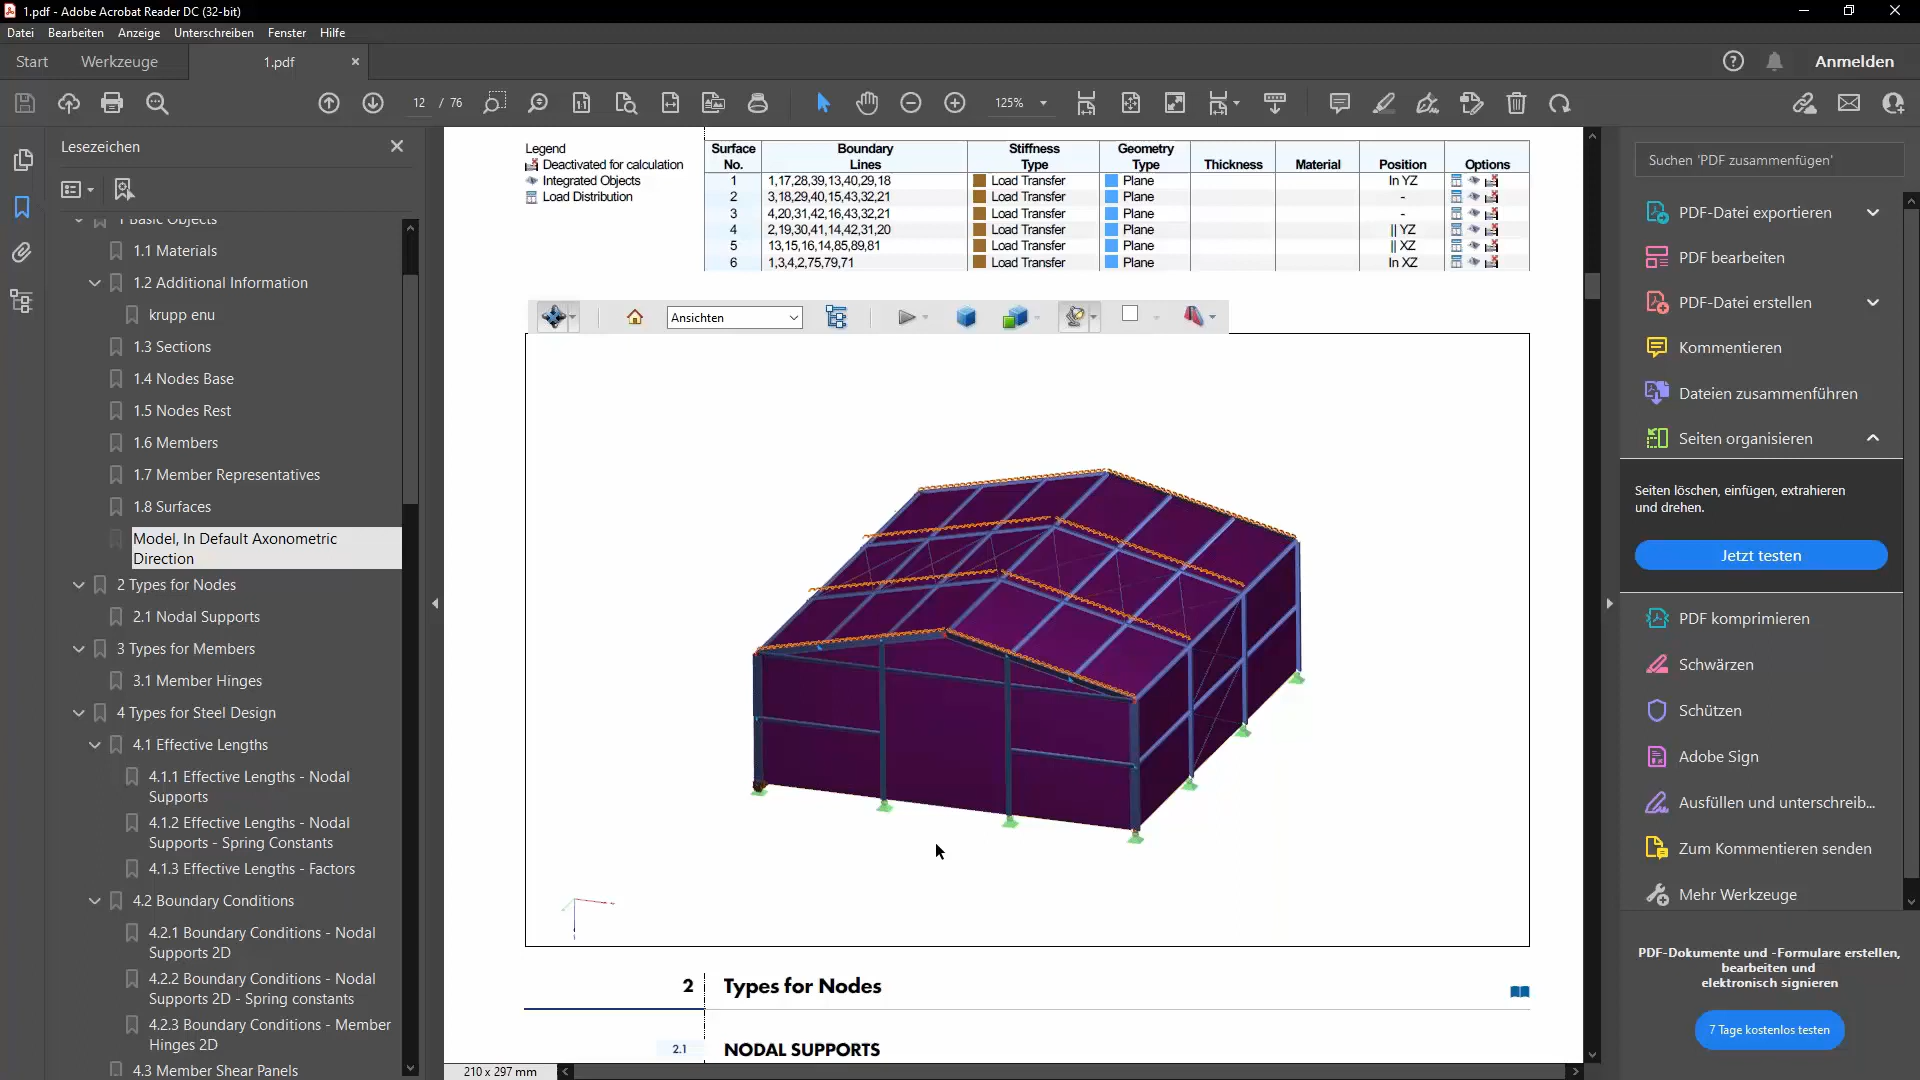 1.pdf - Adobe Acrobat Reader DC (32-bit)
Datei Bearbeiten Anzeige Unterschreiben Fenster Hilfe
Start Werkzeuge 1.pdf Anmelden
12 / 76 125%
Lesezeichen
1 Basic Objects
1.1 Materials
1.2 Additional Information
krupp enu
1.3 Sections
1.4 Nodes Base
1.5 Nodes Rest
1.6 Members
1.7 Member Representatives
1.8 Surfaces
Model, In Default Axonometric
Direction
2 Types for Nodes
2.1 Nodal Supports
3 Types for Members
3.1 Member Hinges
4 Types for Steel Design
4.1 Effective Lengths
4.1.1 Effective Lengths - Nodal
Supports
4.1.2 Effective Lengths - Nodal
Supports - Spring Constants
4.1.3 Effective Lengths - Factors
4.2 Boundary Conditions
4.2.1 Boundary Conditions - Nodal
Supports 2D
4.2.2 Boundary Conditions - Nodal
Supports 2D - Spring constants
4.2.3 Boundary Conditions - Member
Hinges 2D
4.3 Member Shear Panels
Legend
Deactivated for calculation
Integrated Objects
Load Distribution
Surface Boundary Stiffness Geometry
No. Lines Type Type Thickness Material Position Options
1 1,17,28,39,13,40,29,18 Load Transfer Plane In YZ
2 3,18,29,40,15,43,32,21 Load Transfer Plane -
3 4,20,31,42,16,43,32,21 Load Transfer Plane -
4 2,19,30,41,14,42,31,20 Load Transfer Plane || YZ
5 13,15,16,14,85,89,81 Load Transfer Plane || XZ
6 1,3,4,2,75,79,71 Load Transfer Plane In XZ
Ansichten
2 Types for Nodes
2.1 NODAL SUPPORTS
210 x 297 mm
Suchen 'PDF zusammenfügen'
PDF-Datei exportieren
PDF bearbeiten
PDF-Datei erstellen
Kommentieren
Dateien zusammenführen
Seiten organisieren
Seiten löschen, einfügen, extrahieren
und drehen.
Jetzt testen
PDF komprimieren
Schwärzen
Schützen
Adobe Sign
Ausfüllen und unterschreib...
Zum Kommentieren senden
Mehr Werkzeuge
PDF-Dokumente und -Formulare erstellen,
bearbeiten und
elektronisch signieren
7 Tage kostenlos testen